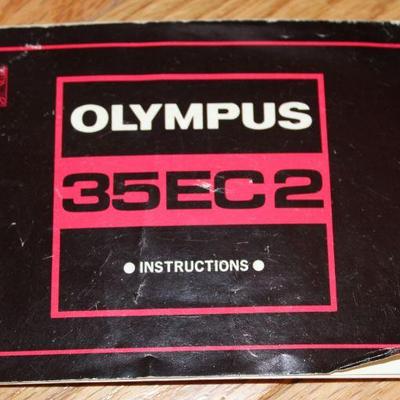 OLYMPUS
35EC2
● INSTRUCTIONS ●